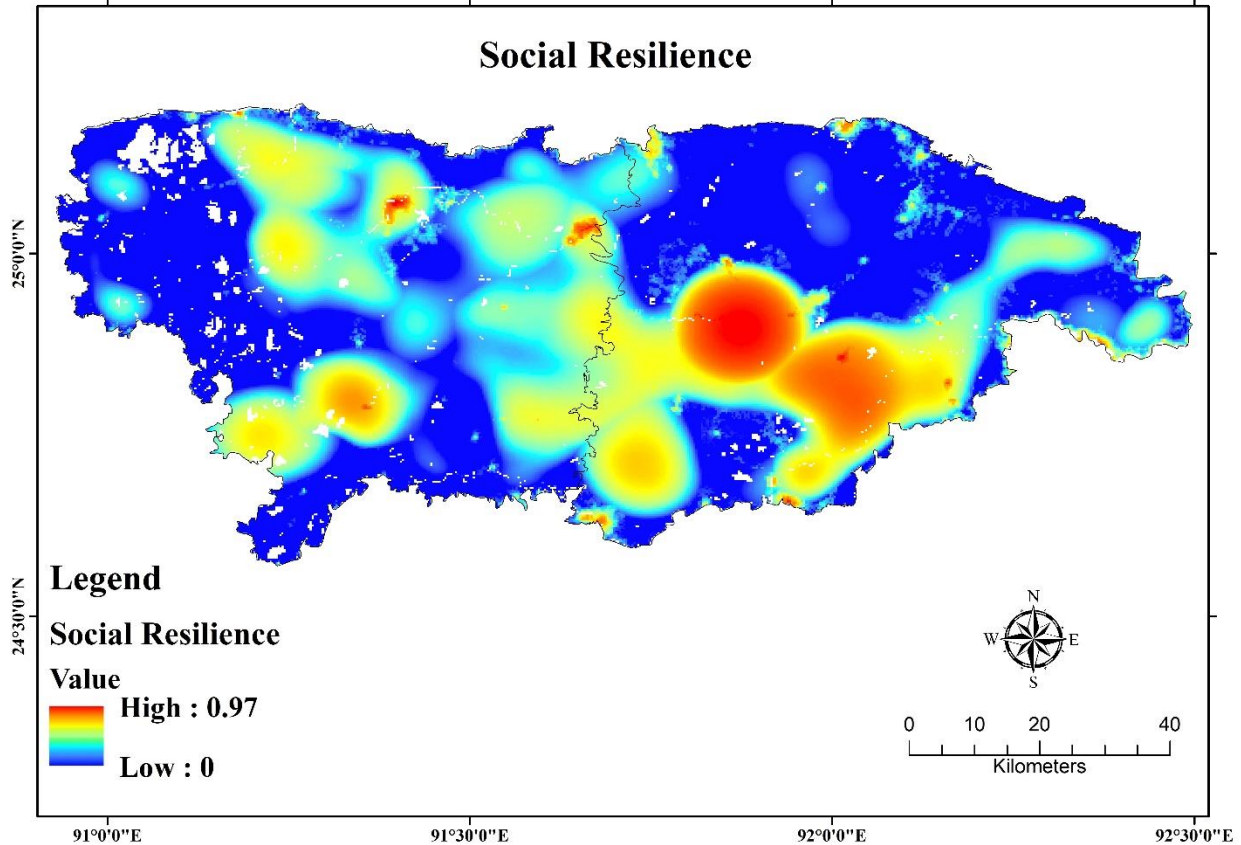 Social Resilience
25°0'0"N
24°30'0"N
Legend
Social Resilience
Value
High : 0.97
Low : 0
N
W E
S
0 10 20 40
Kilometers
91°0'0"E 91°30'0"E 92°0'0"E 92°30'0"E